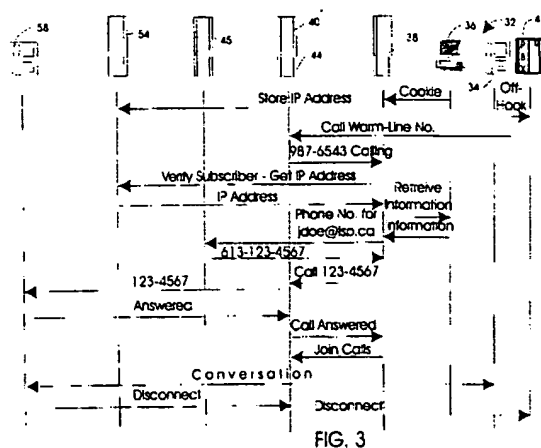 58
54
45
40
44
38
36
32
34
4
Store IP Address
Cookie
Off-
Hook
Call Warm-Line No.
987-6543 Calling
Verify Subscriber - Get IP Address
IP Address
Retreive
Information
Phone No. for
jdoe@isp.ca
Information
613-123-4567
Call 123-4567
123-4567
Answered
Call Answered
Join Calls
Conversation
Disconnect
Disconnect
FIG. 3